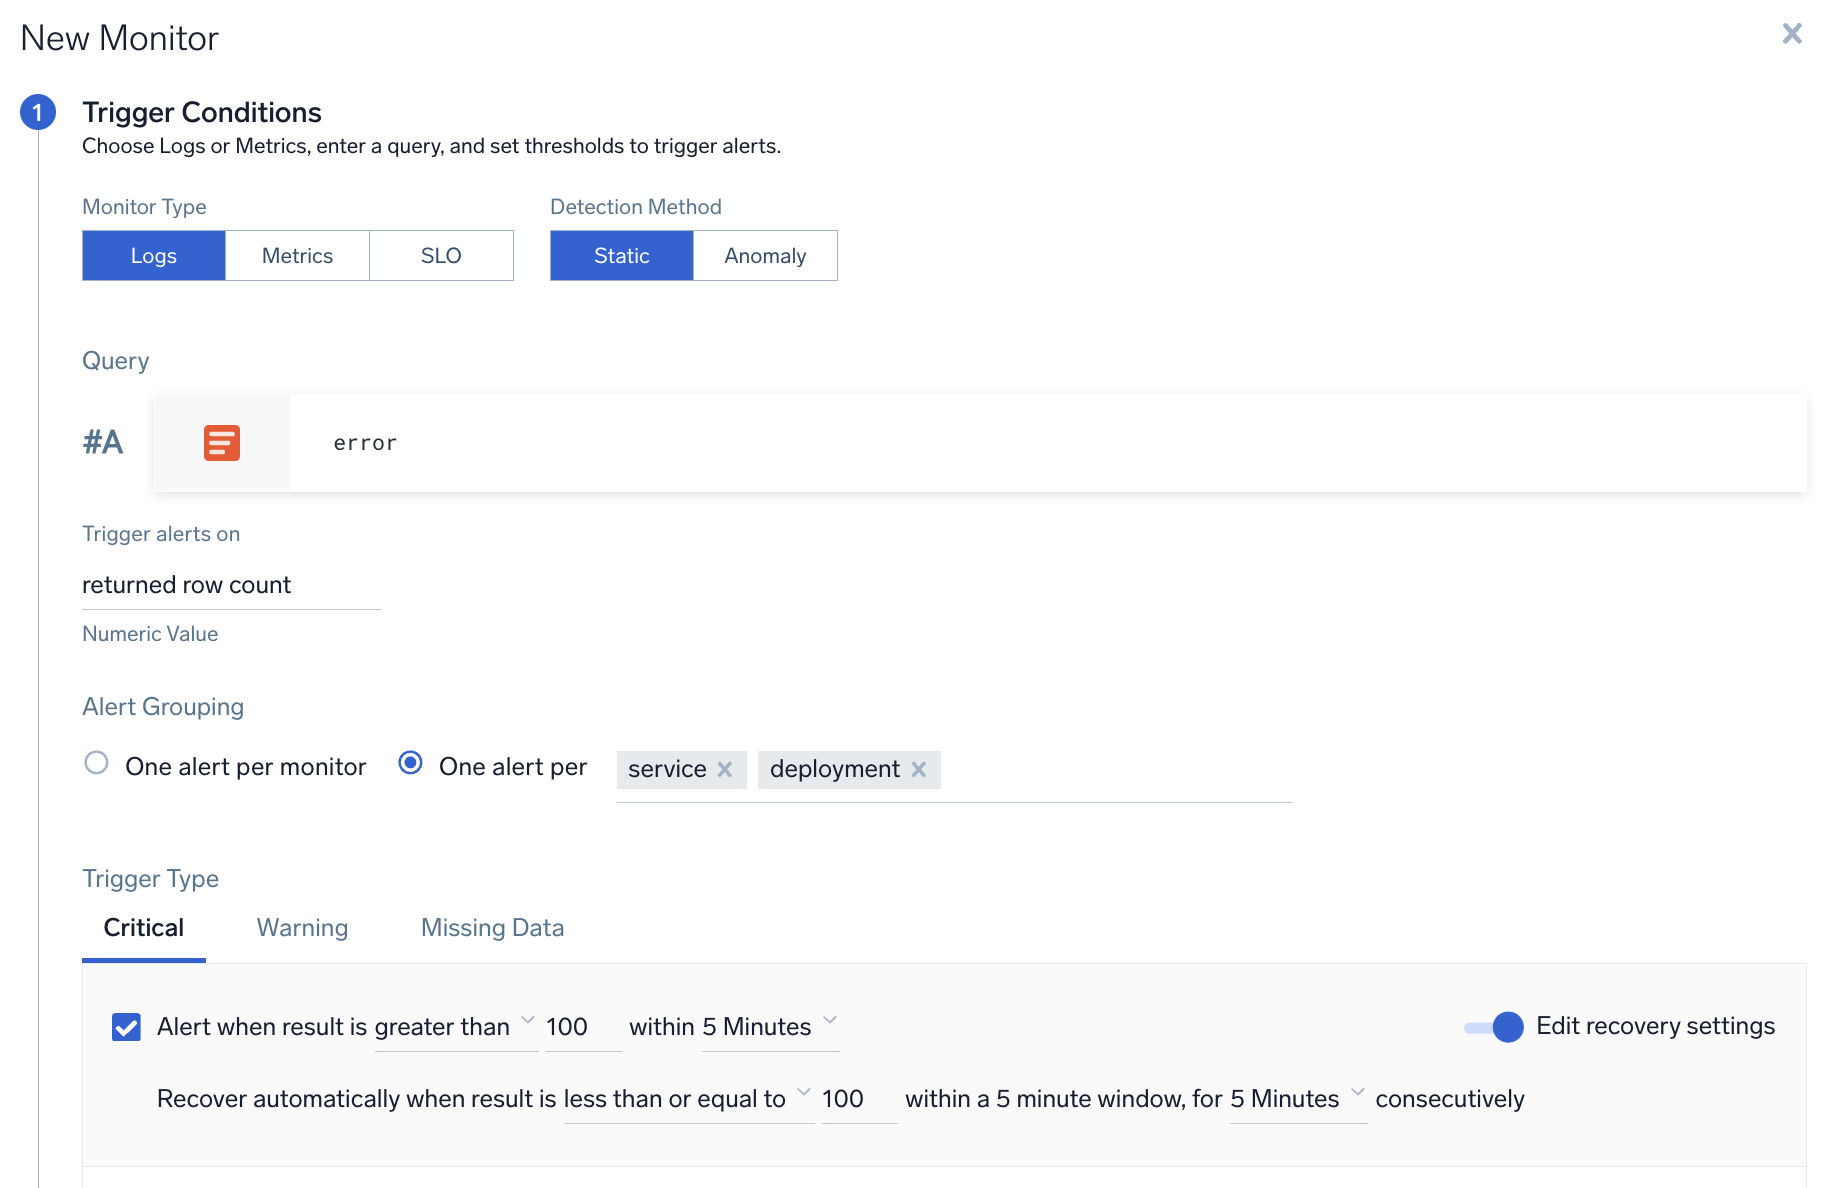 New Monitor
1 Trigger Conditions
Choose Logs or Metrics, enter a query, and set thresholds to trigger alerts.
Monitor Type Detection Method
Logs Metrics SLO Static Anomaly
Query
#A error
Trigger alerts on
returned row count
Numeric Value
Alert Grouping
One alert per monitor One alert per service deployment
Trigger Type
Critical Warning Missing Data
Alert when result is greater than 100 within 5 Minutes Edit recovery settings
Recover automatically when result is less than or equal to 100 within a 5 minute window, for 5 Minutes consecutively